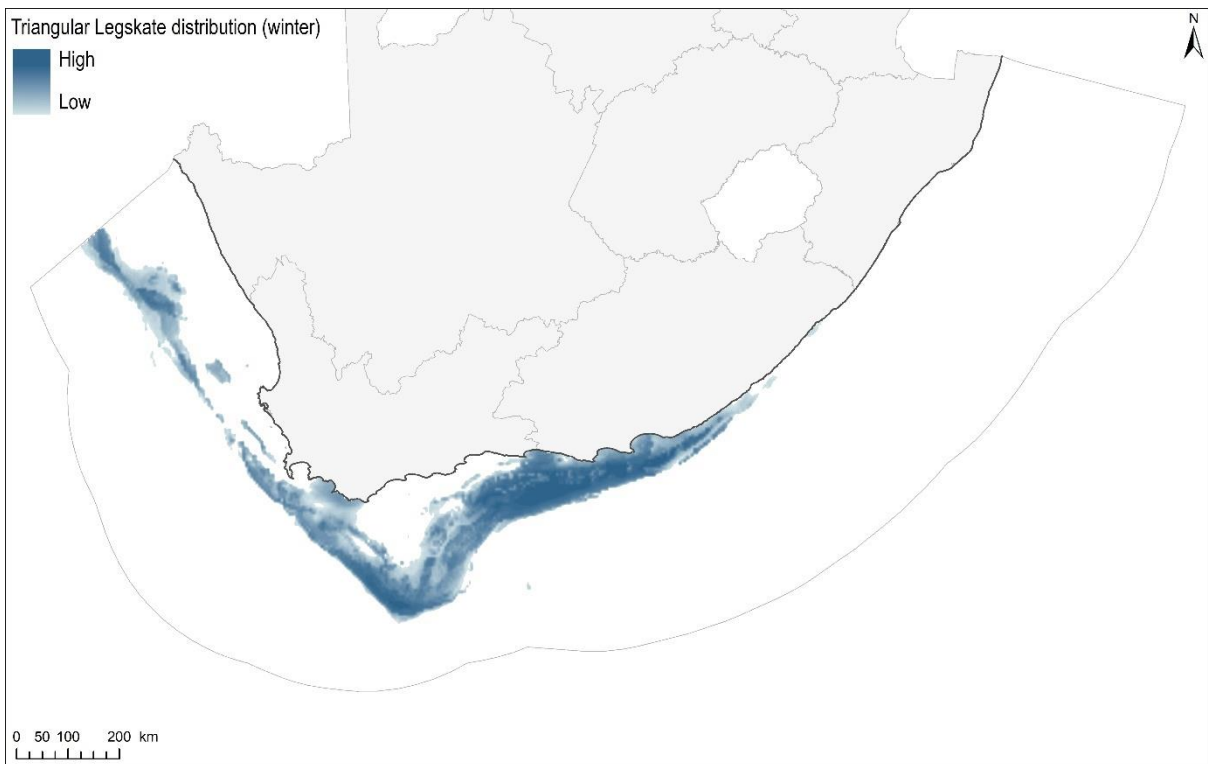 Triangular Legskate distribution (winter)
High
Low
N
0 50 100 200 km